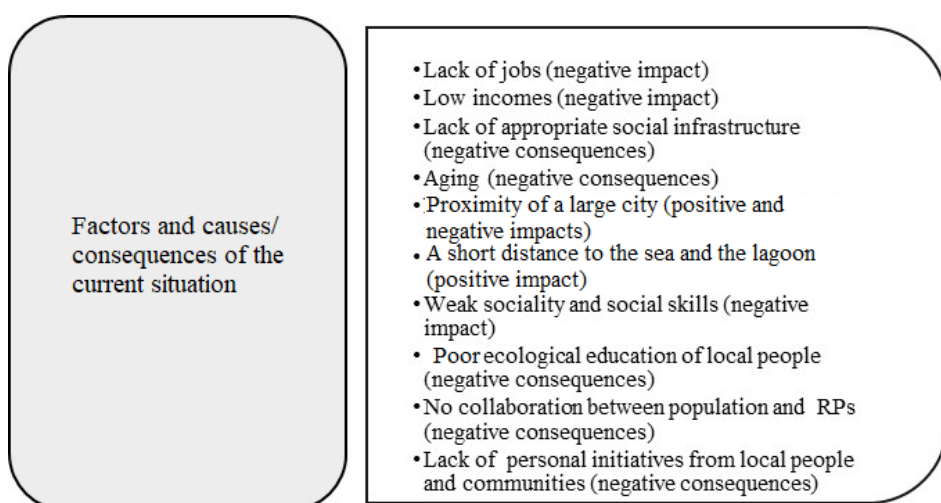 Factors and causes/
consequences of the
current situation
•Lack of jobs (negative impact)
•Low incomes (negative impact)
•Lack of appropriate social infrastructure
(negative consequences)
•Aging (negative consequences)
•Proximity of a large city (positive and
negative impacts)
• A short distance to the sea and the lagoon
(positive impact)
•Weak sociality and social skills (negative
impact)
• Poor ecological education of local people
(negative consequences)
•No collaboration between population and RPs
(negative consequences)
•Lack of personal initiatives from local people
and communities (negative consequences)